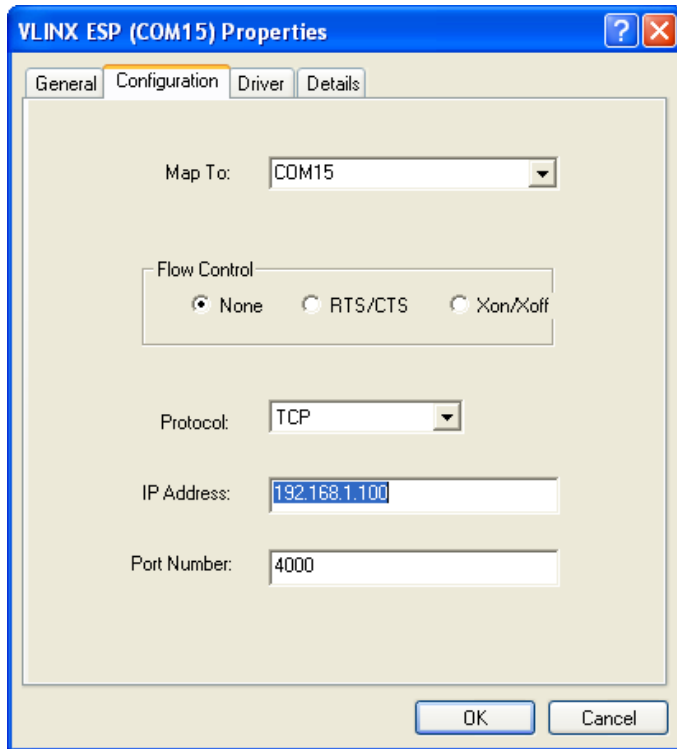 VLINX ESP (COM15) Properties
General Configuration Driver Details
Map To: COM15
Flow Control
None RTS/CTS Xon/Xoff
Protocol: TCP
IP Address: 192.168.1.100
Port Number: 4000
OK Cancel